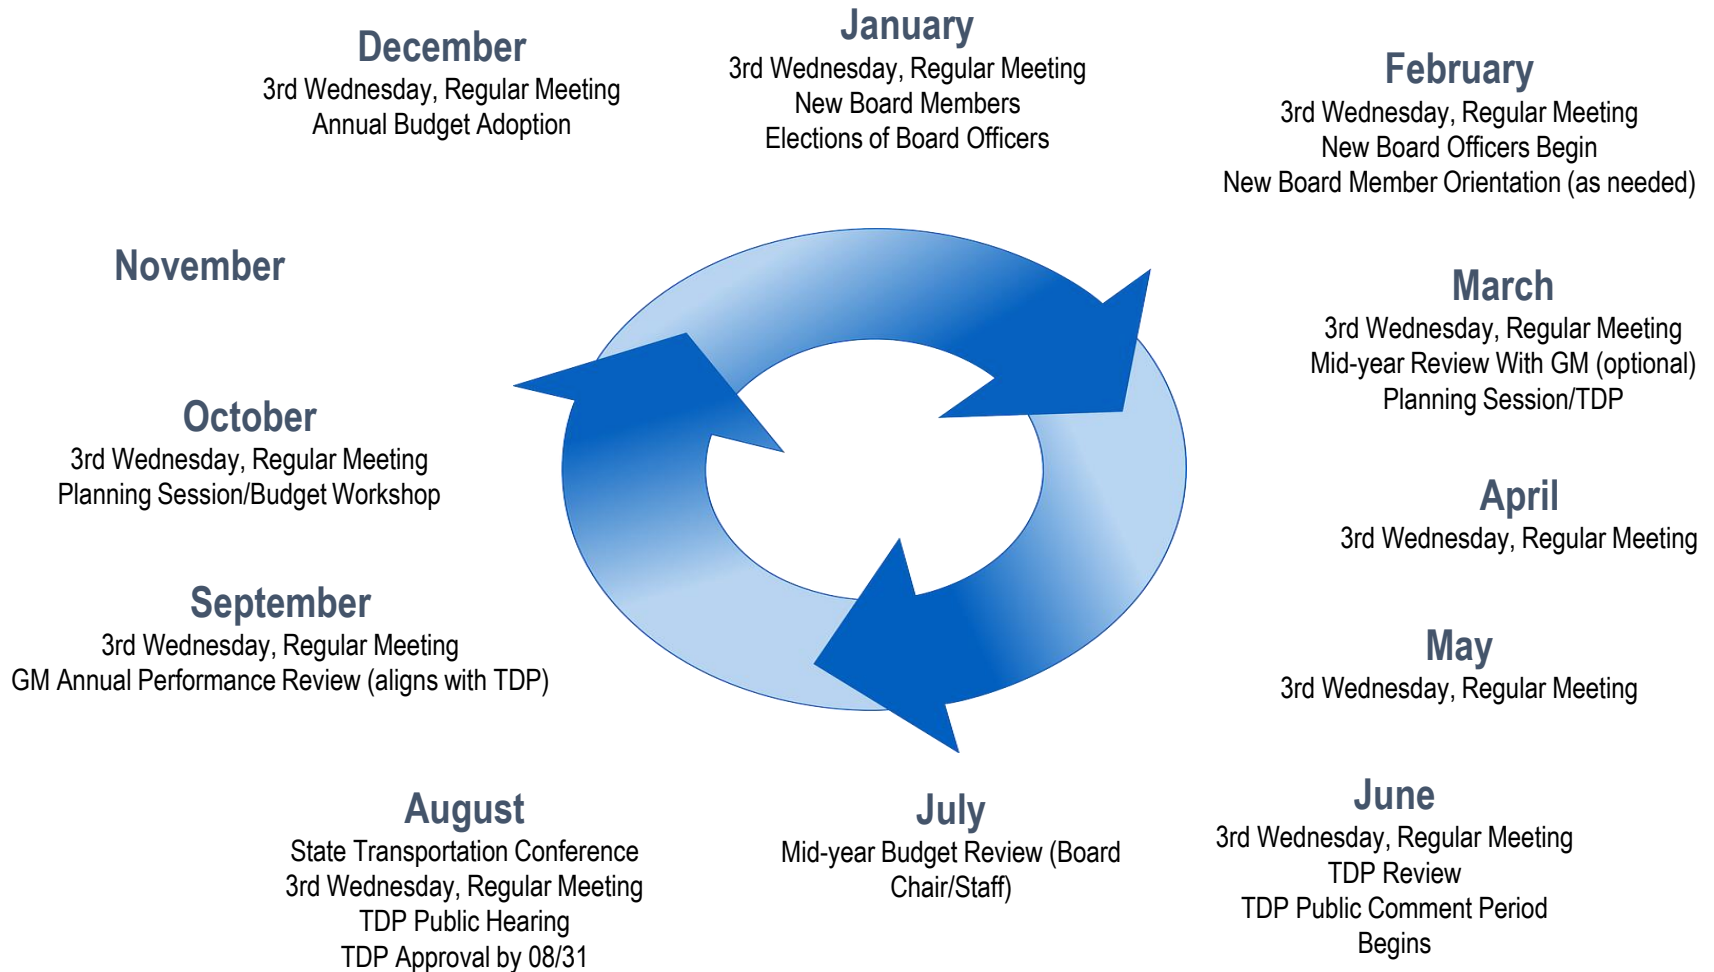 January
3rd Wednesday, Regular Meeting
New Board Members
Elections of Board Officers
February
3rd Wednesday, Regular Meeting
New Board Officers Begin
New Board Member Orientation (as needed)
March
3rd Wednesday, Regular Meeting
Mid-year Review With GM (optional)
Planning Session/TDP
April
3rd Wednesday, Regular Meeting
May
3rd Wednesday, Regular Meeting
June
3rd Wednesday, Regular Meeting
TDP Review
TDP Public Comment Period
Begins
July
Mid-year Budget Review (Board
Chair/Staff)
August
State Transportation Conference
3rd Wednesday, Regular Meeting
TDP Public Hearing
TDP Approval by 08/31
September
3rd Wednesday, Regular Meeting
GM Annual Performance Review (aligns with TDP)
October
3rd Wednesday, Regular Meeting
Planning Session/Budget Workshop
November
December
3rd Wednesday, Regular Meeting
Annual Budget Adoption